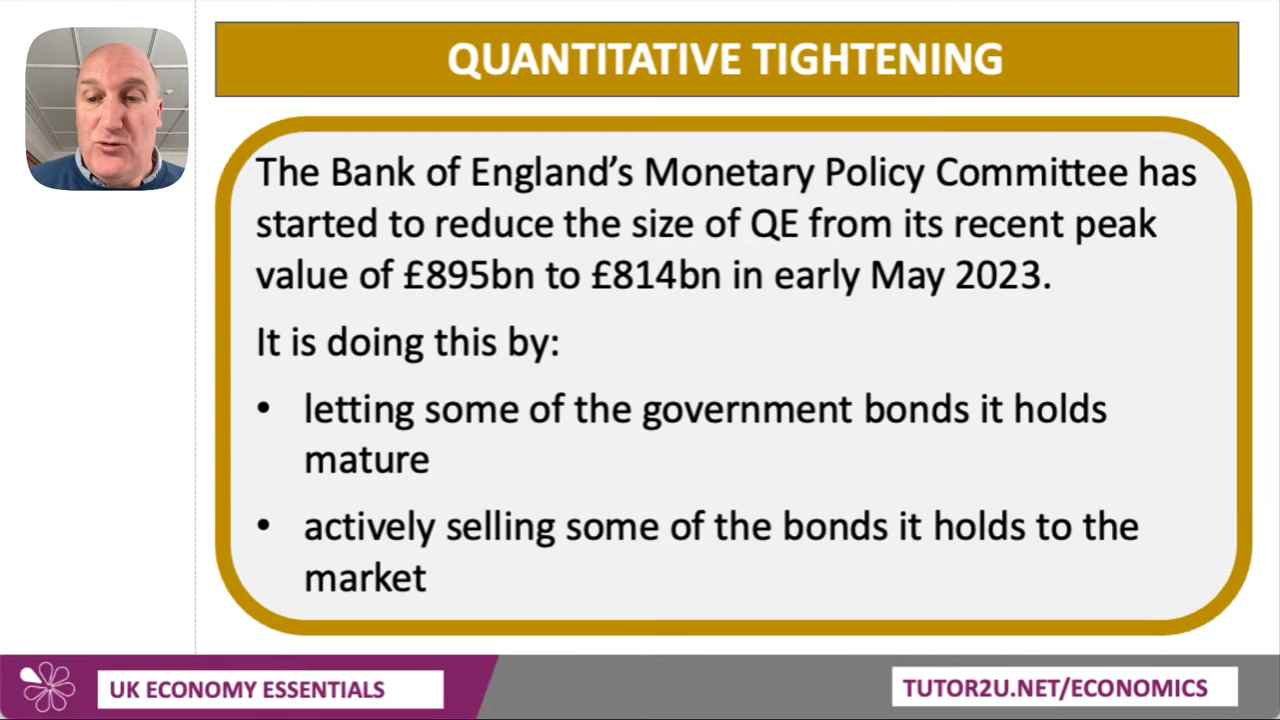 QUANTITATIVE TIGHTENING
The Bank of England’s Monetary Policy Committee has
started to reduce the size of QE from its recent peak
value of £895bn to £814bn in early May 2023.
It is doing this by:
• letting some of the government bonds it holds
mature
• actively selling some of the bonds it holds to the
market
UK ECONOMY ESSENTIALS
TUTOR2U.NET/ECONOMICS